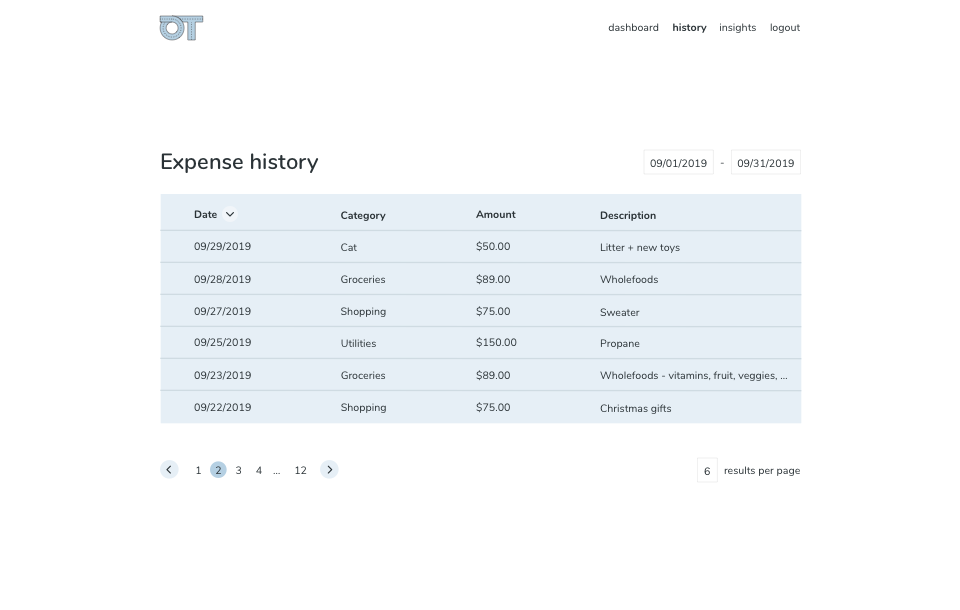 OT
dashboard history insights logout
Expense history
09/01/2019 - 09/31/2019
Date Category Amount Description
09/29/2019 Cat $50.00 Litter + new toys
09/28/2019 Groceries $89.00 Wholefoods
09/27/2019 Shopping $75.00 Sweater
09/25/2019 Utilities $150.00 Propane
09/23/2019 Groceries $89.00 Wholefoods - vitamins, fruit, veggies, ...
09/22/2019 Shopping $75.00 Christmas gifts
1 2 3 4 ... 12
6 results per page